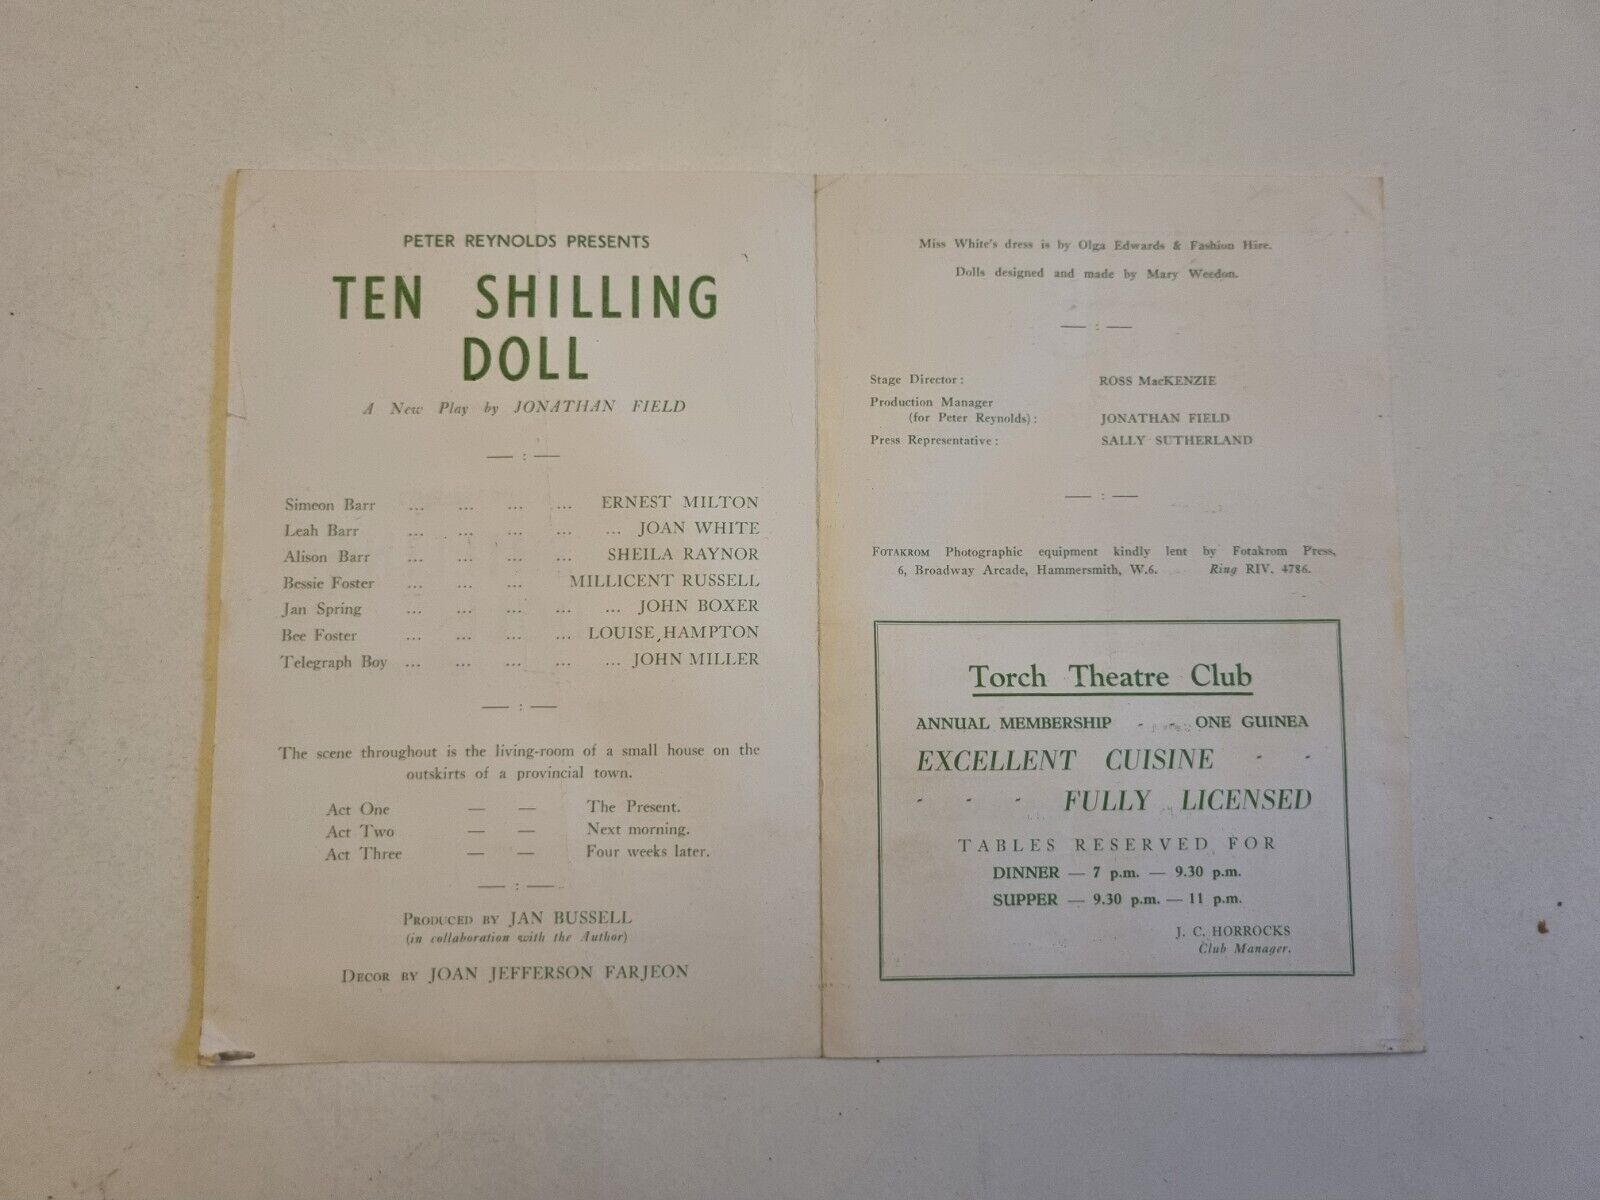 PETER REYNOLDS PRESENTS
TEN SHILLING
DOLL
A New Play by JONATHAN FIELD
— : —
Simeon Barr ... ... ... ... ERNEST MILTON
Leah Barr ... ... ... ... ... JOAN WHITE
Alison Barr ... ... ... ... SHEILA RAYNOR
Bessie Foster ... ... ... MILLICENT RUSSELL
Jan Spring ... ... ... ... ... JOHN BOXER
Bee Foster ... ... ... ... LOUISE HAMPTON
Telegraph Boy ... ... ... ... ... JOHN MILLER
— : —
The scene throughout is the living-room of a small house on the
outskirts of a provincial town.
Act One — — The Present.
Act Two — — Next morning.
Act Three — — Four weeks later.
— : —
PRODUCED BY JAN BUSSELL
(in collaboration with the Author)
DECOR BY JOAN JEFFERSON FARJEON
Miss White's dress is by Olga Edwards & Fashion Hire.
Dolls designed and made by Mary Weedon.
— : —
Stage Director: ROSS MacKENZIE
Production Manager
(for Peter Reynolds): JONATHAN FIELD
Press Representative: SALLY SUTHERLAND
— : —
FOTAKROM Photographic equipment kindly lent by Fotakrom Press,
6, Broadway Arcade, Hammersmith, W.6. Ring RIV. 4786.
Torch Theatre Club
ANNUAL MEMBERSHIP - - ONE GUINEA
EXCELLENT CUISINE - -
- - - FULLY LICENSED
TABLES RESERVED FOR
DINNER — 7 p.m. — 9.30 p.m.
SUPPER — 9.30 p.m. — 11 p.m.
J. C. HORROCKS
Club Manager.